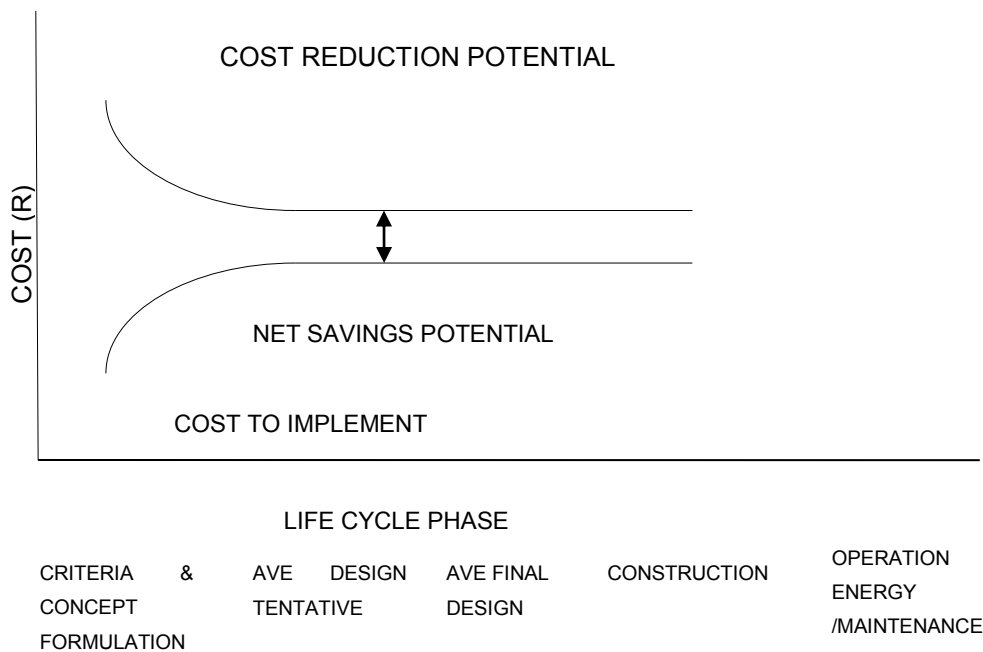 COST REDUCTION POTENTIAL
COST (R)
NET SAVINGS POTENTIAL
COST TO IMPLEMENT
LIFE CYCLE PHASE
CRITERIA &
CONCEPT
FORMULATION
AVE DESIGN
TENTATIVE
AVE FINAL
DESIGN
CONSTRUCTION
OPERATION
ENERGY
/MAINTENANCE